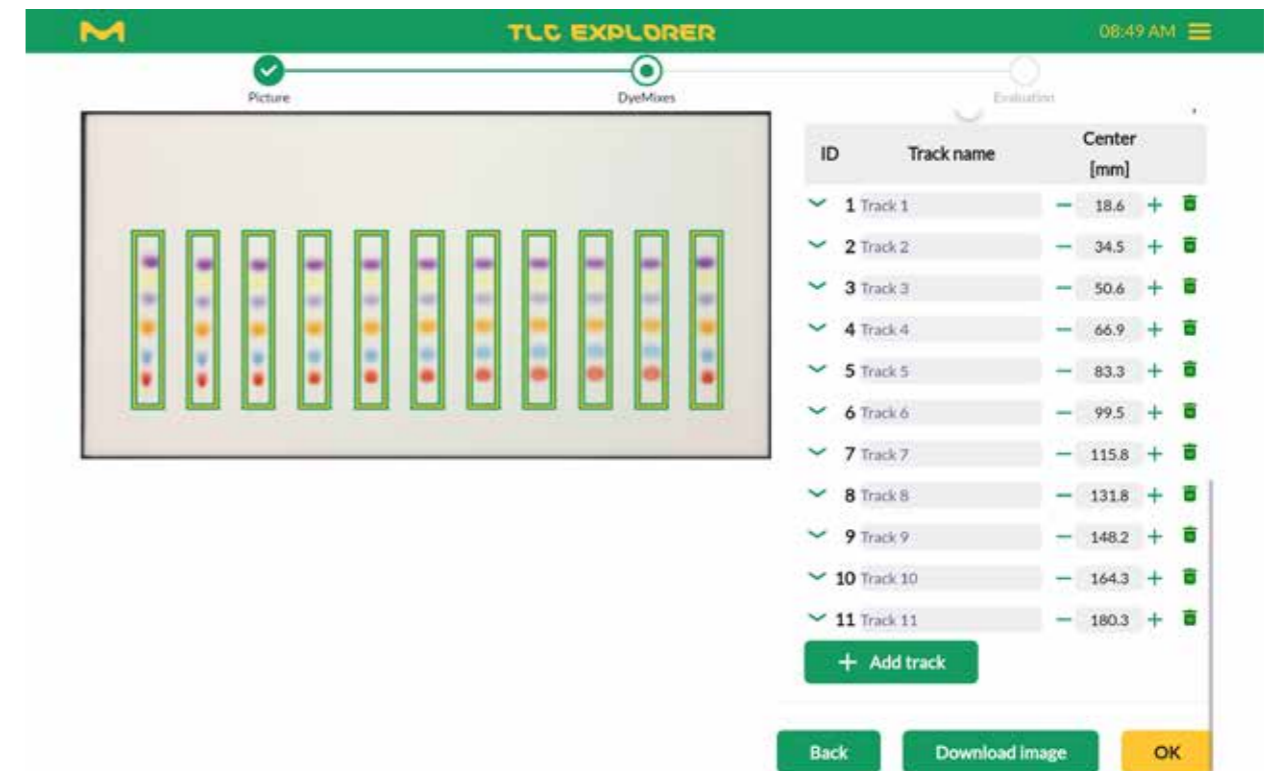 TLC EXPLORER
08:49 AM
Picture
DyeMixes
Evaluation
ID Track name Center [mm]
1 Track 1 − 18.6 +
2 Track 2 − 34.5 +
3 Track 3 − 50.6 +
4 Track 4 − 66.9 +
5 Track 5 − 83.3 +
6 Track 6 − 99.5 +
7 Track 7 − 115.8 +
8 Track 8 − 131.8 +
9 Track 9 − 148.2 +
10 Track 10 − 164.3 +
11 Track 11 − 180.3 +
+ Add track
Back
Download image
OK